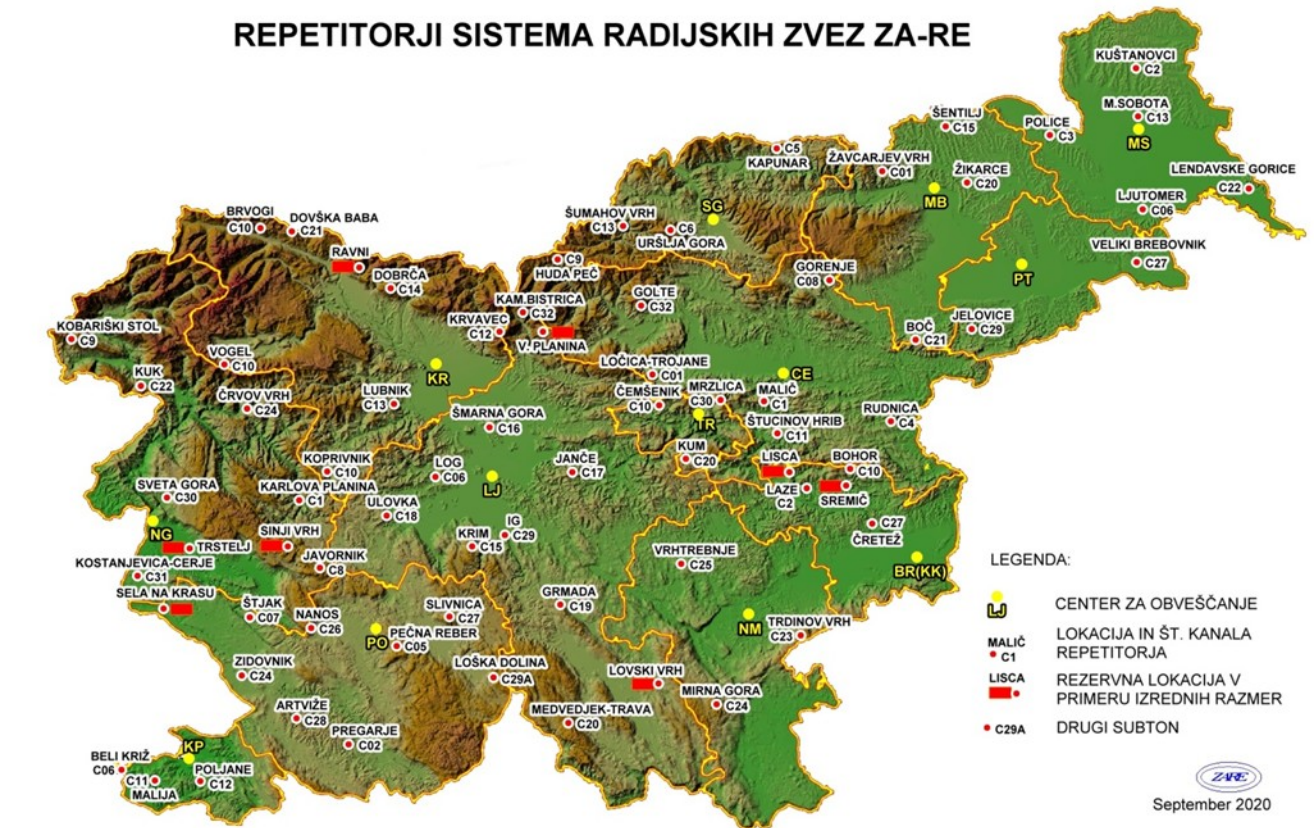 REPETITORJI SISTEMA RADIJSKIH ZVEZ ZA-RE
KUŠTANOVCI
C2
M.SOBOTA
C13
MS
ŠENTILJ
C15
POLICE
C3
C5
KAPUNAR
ŽAVCARJEV VRH
C01
ŽIKARCE
C20
MB
LENDAVSKE GORICE
C22
LJUTOMER
C06
BRVOGI
C10
DOVŠKA BABA
C21
ŠUMAHOV VRH
C13
SG
C6
URŠLJA GORA
VELIKI BREBOVNIK
C27
RAVNI
DOBRČA
C14
C9
HUDA PEČ
GORENJE
C08
PT
KAM.BISTRICA
C32
GOLTE
C32
KOBARIŠKI STOL
C9
KRVAVEC
C12
V. PLANINA
BOČ
C21
JELOVICE
C29
VOGEL
C10
KR
LOČICA-TROJANE
C01
CE
KUK
C22
ČRVOV VRH
C24
LUBNIK
C13
ČEMŠENIK
C10
MRZLICA
C30
MALIČ
C1
TR
ŠMARNA GORA
C16
ŠTUCINOV HRIB
C11
RUDNICA
C4
KOPRIVNIK
C10
LOG
C06
JANČE
C17
KUM
C20
LISCA
BOHOR
C10
SVETA GORA
C30
KARLOVA PLANINA
C1
LJ
LAZE
C2
SREMIČ
ULOVKA
C18
NG
TRSTELJ
SINJI VRH
KRIM
C15
IG
C29
C27
ČRETEŽ
VRHTREBNJE
C25
BR(KK)
KOSTANJEVICA-CERJE
C31
JAVORNIK
C8
SELA NA KRASU
ŠTJAK
C07
NANOS
C26
SLIVNICA
C27
GRMADA
C19
NM
TRDINOV VRH
C23
PO
PEČNA REBER
C05
ZIDOVNIK
C24
LOŠKA DOLINA
C29A
LOVSKI VRH
MIRNA GORA
C24
ARTVIŽE
C28
MEDVEDJEK-TRAVA
C20
PREGARJE
C02
KP
BELI KRIŽ
C06
C11
MALIJA
POLJANE
C12
LEGENDA:
LJ
CENTER ZA OBVEŠČANJE
MALIČ
C1
LOKACIJA IN ŠT. KANALA
REPETITORJA
LISCA
REZERVNA LOKACIJA V
PRIMERU IZREDNIH RAZMER
C29A
DRUGI SUBTON
ZARE
September 2020